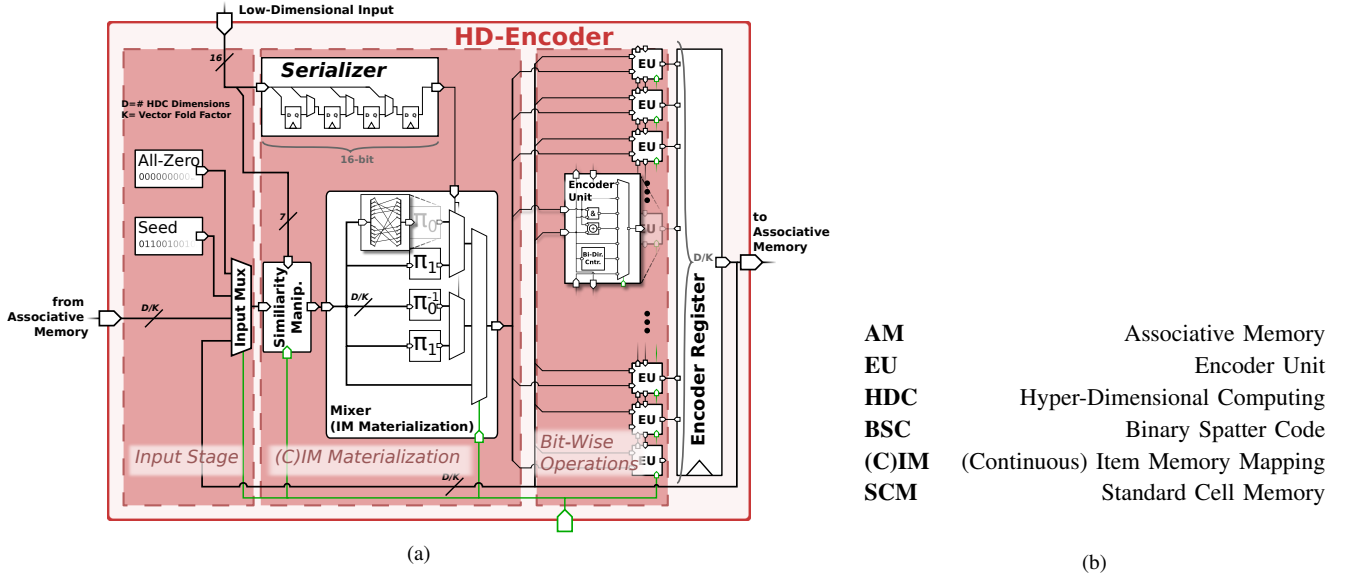 Low-Dimensional Input
HD-Encoder
16
Serializer
D=# HDC Dimensions
K= Vector Fold Factor
D Q
D Q
D Q
D Q
16-bit
All-Zero
000000000..
Seed
0110010010
7
from
Associative
Memory
D/K
Input Mux
Similiarity
Manip.
D/K
π0
π1
π0-1
π1
Mixer
(IM Materialization)
EU
EU
EU
Encoder
Unit
&
Bi-Dir.
Cntr.
EU
EU
EU
EU
D/K
Encoder Register
to
Associative
Memory
Input Stage
(C)IM Materialization
Bit-Wise
Operations
D/K
(a)
AM Associative Memory
EU Encoder Unit
HDC Hyper-Dimensional Computing
BSC Binary Spatter Code
(C)IM (Continuous) Item Memory Mapping
SCM Standard Cell Memory
(b)